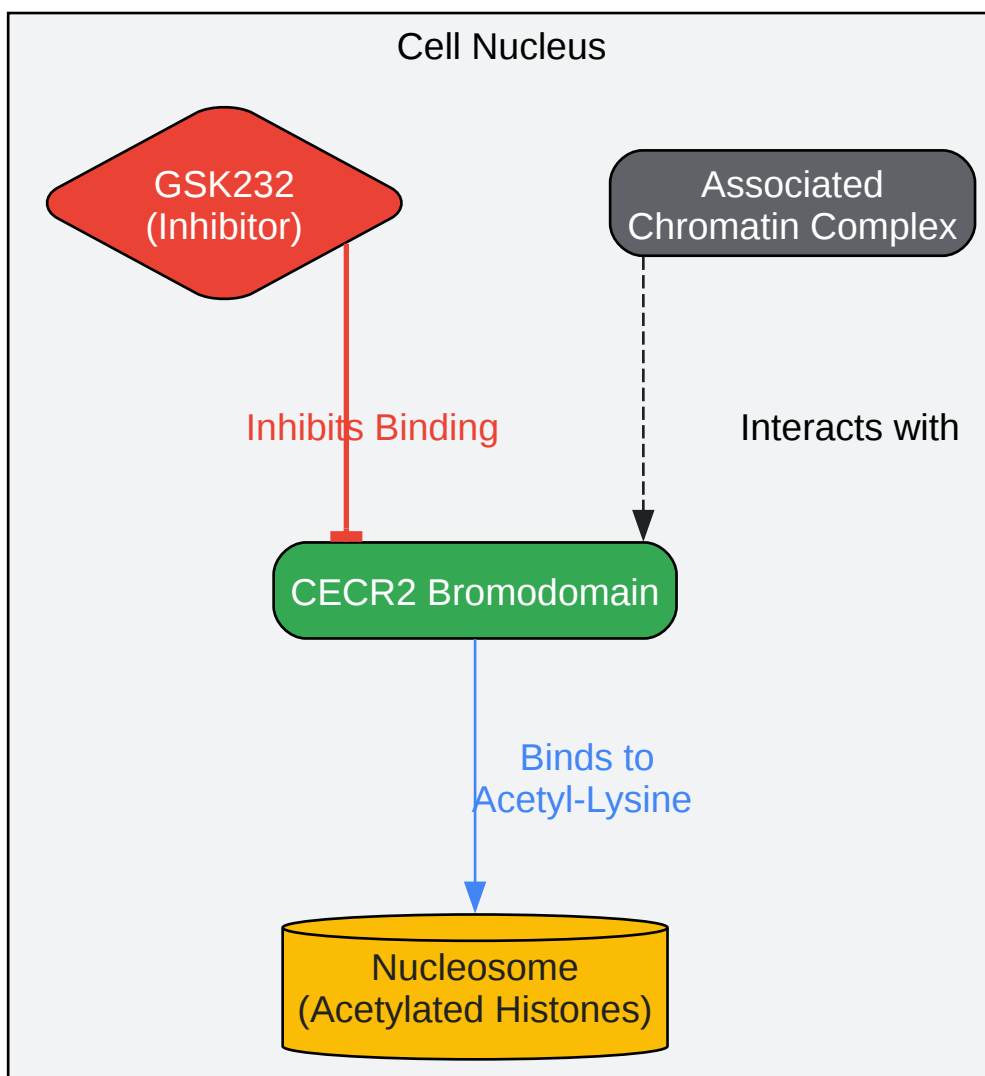 Cell Nucleus
GSK232
(Inhibitor)
Associated
Chromatin Complex
Inhibits Binding
Interacts with
CECR2 Bromodomain
Binds to
Acetyl-Lysine
Nucleosome
(Acetylated Histones)